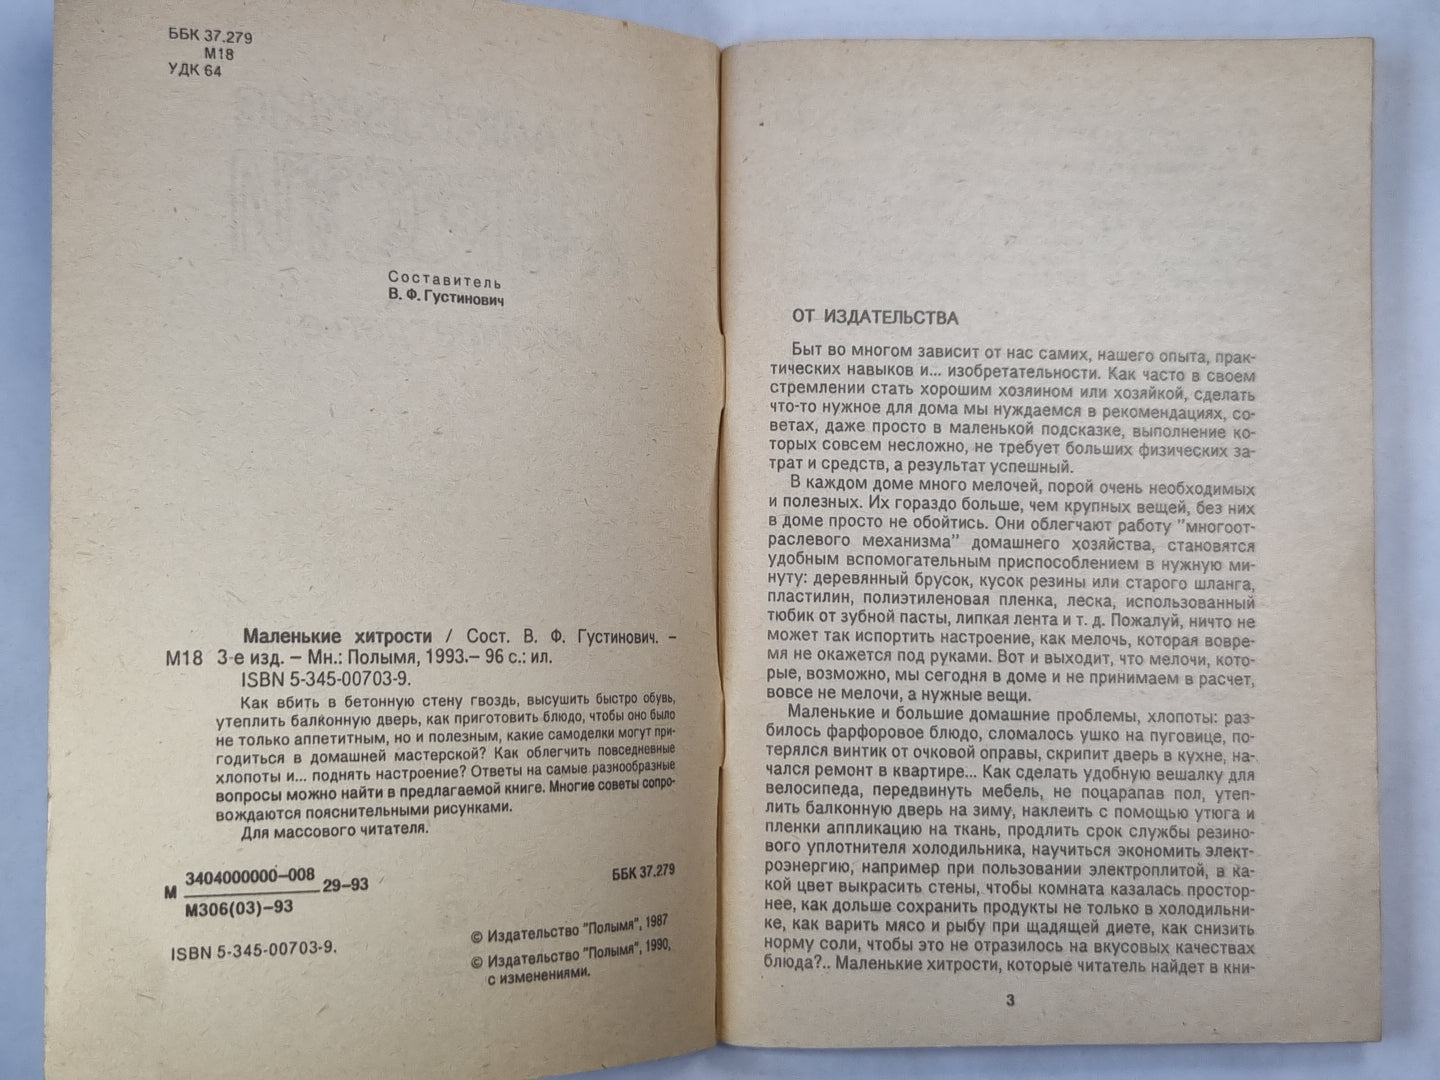 ББК 37.279
М18
УДК 64
Составитель
В. Ф. Густинович
Маленькие хитрости / Сост. В. Ф. Густинович. –
М18 3-е изд. – Мн.: Полымя, 1993.– 96 с.: ил.
ISBN 5-345-00703-9.
Как вбить в бетонную стену гвоздь, высушить быстро обувь,
утеплить балконную дверь, как приготовить блюдо, чтобы оно было
не только аппетитным, но и полезным, какие самоделки могут при-
годиться в домашней мастерской? Как облегчить повседневные
хлопоты и... поднять настроение? Ответы на самые разнообразные
вопросы можно найти в предлагаемой книге. Многие советы сопро-
вождаются пояснительными рисунками.
Для массового читателя.
М 3404000000–008 29–93
М306(03)–93
ББК 37.279
ISBN 5-345-00703-9.
© Издательство "Полымя", 1987
© Издательство "Полымя", 1990,
с изменениями.
ОТ ИЗДАТЕЛЬСТВА
Быт во многом зависит от нас самих, нашего опыта, прак-
тических навыков и... изобретательности. Как часто в своем
стремлении стать хорошим хозяином или хозяйкой, сделать
что-то нужное для дома мы нуждаемся в рекомендациях, со-
ветах, даже просто в маленькой подсказке, выполнение ко-
торых совсем несложно, не требует больших физических за-
трат и средств, а результат успешный.
В каждом доме много мелочей, порой очень необходимых
и полезных. Их гораздо больше, чем крупных вещей, без них
в доме просто не обойтись. Они облегчают работу "многоот-
раслевого механизма" домашнего хозяйства, становятся
удобным вспомогательным приспособлением в нужную ми-
нуту: деревянный брусок, кусок резины или старого шланга,
пластилин, полиэтиленовая пленка, леска, использованный
тюбик от зубной пасты, липкая лента и т. д. Пожалуй, ничто не
может так испортить настроение, как мелочь, которая вовре-
мя не окажется под руками. Вот и выходит, что мелочи, кото-
рые, возможно, мы сегодня в доме и не принимаем в расчет,
вовсе не мелочи, а нужные вещи.
Маленькие и большие домашние проблемы, хлопоты: раз-
билось фарфоровое блюдо, сломалось ушко на пуговице, по-
терялся винтик от очковой оправы, скрипит дверь в кухне, на-
чался ремонт в квартире... Как сделать удобную вешалку для
велосипеда, передвинуть мебель, не поцарапав пол, утеп-
лить балконную дверь на зиму, наклеить с помощью утюга и
пленки аппликацию на ткань, продлить срок службы резино-
вого уплотнителя холодильника, научиться экономить элект-
роэнергию, например при пользовании электроплитой, в ка-
кой цвет выкрасить стены, чтобы комната казалась простор-
нее, как дольше сохранить продукты не только в холодильни-
ке, как варить мясо и рыбу при щадящей диете, как снизить
норму соли, чтобы это не отразилось на вкусовых качествах
блюда?.. Маленькие хитрости, которые читатель найдет в кни-
3